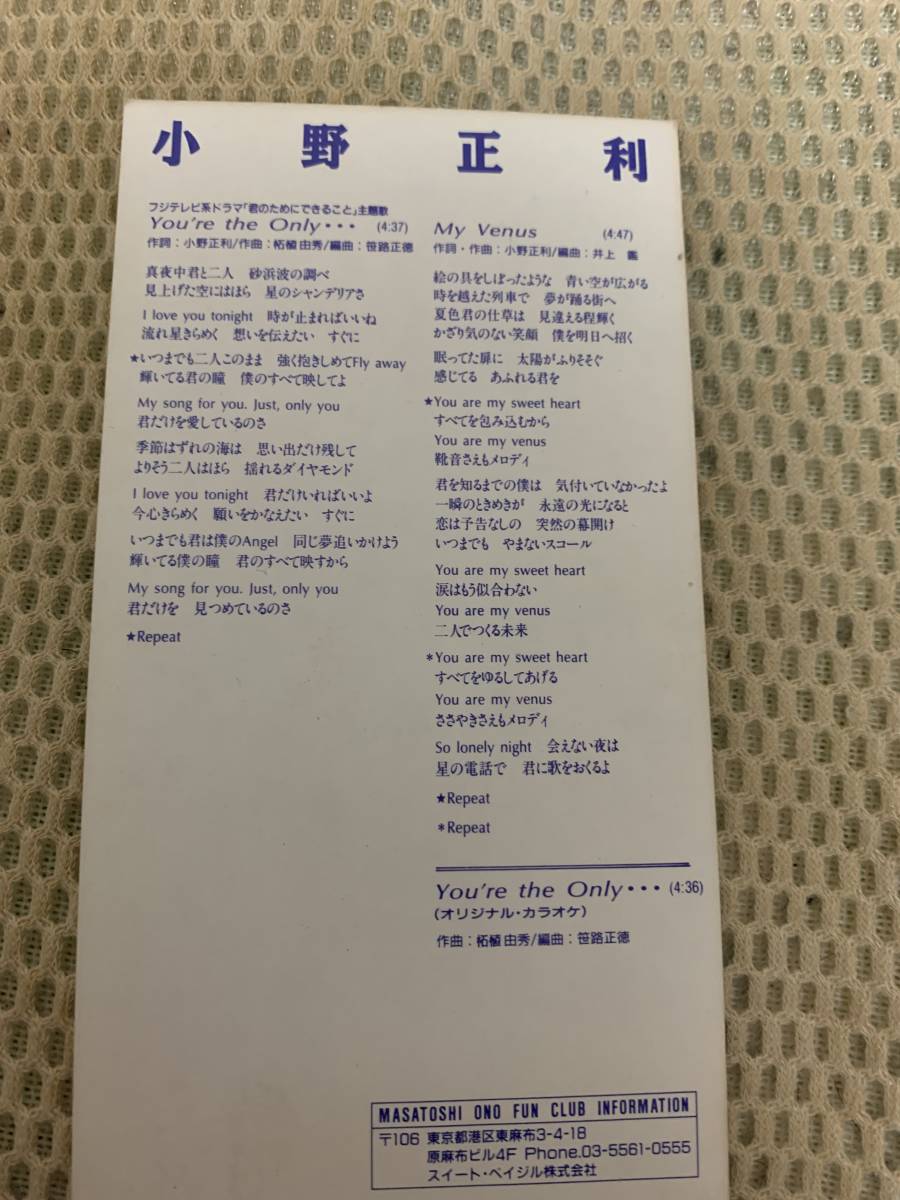 小野正利
フジテレビ系ドラマ「君のためにできること」主題歌
You're the Only・・・ (4:37)
作詞：小野正利/作曲：柘植由秀/編曲：笹路正徳
真夜中君と二人　砂浜波の調べ
見上げた空にはほら　星のシャンデリアさ
I love you tonight　時が止まればいいね
流れ星きらめく　想いを伝えたい　すぐに
★いつまでも二人このまま　強く抱きしめてFly away
輝いてる君の瞳　僕のすべて映してよ
My song for you. Just, only you
君だけを愛しているのさ
季節はずれの海は　思い出だけ残して
よりそう二人はほら　揺れるダイヤモンド
I love you tonight　君だけいればいいよ
今心きらめく　願いをかなえたい　すぐに
いつまでも君は僕のAngel　同じ夢追いかけよう
輝いてる僕の瞳　君のすべて映すから
My song for you. Just, only you
君だけを　見つめているのさ
★Repeat
My Venus (4:47)
作詞・作曲：小野正利/編曲：井上　鑑
絵の具をしぼったような　青い空が広がる
時を越えた列車で　夢が踊る街へ
夏色君の仕草は　見違える程輝く
かざり気のない笑顔　僕を明日へ招く
眠ってた扉に　太陽がふりそそぐ
感じてる　あふれる君を
★You are my sweet heart
すべてを包み込むから
You are my venus
靴音さえもメロディ
君を知るまでの僕は　気付いていなかったよ
一瞬のときめきが　永遠の光になると
恋は予告なしの　突然の幕開け
いつまでも　やまないスコール
You are my sweet heart
涙はもう似合わない
You are my venus
二人でつくる未来
*You are my sweet heart
すべてをゆるしてあげる
You are my venus
ささやきさえもメロディ
So lonely night　会えない夜は
星の電話で　君に歌をおくるよ
★Repeat
*Repeat
You're the Only・・・ (4:36)
(オリジナル・カラオケ)
作曲：柘植由秀/編曲：笹路正徳
MASATOSHI ONO FUN CLUB INFORMATION
〒106 東京都港区東麻布3-4-18
原麻布ビル4F Phone.03-5561-0555
スイート・ベイジル株式会社